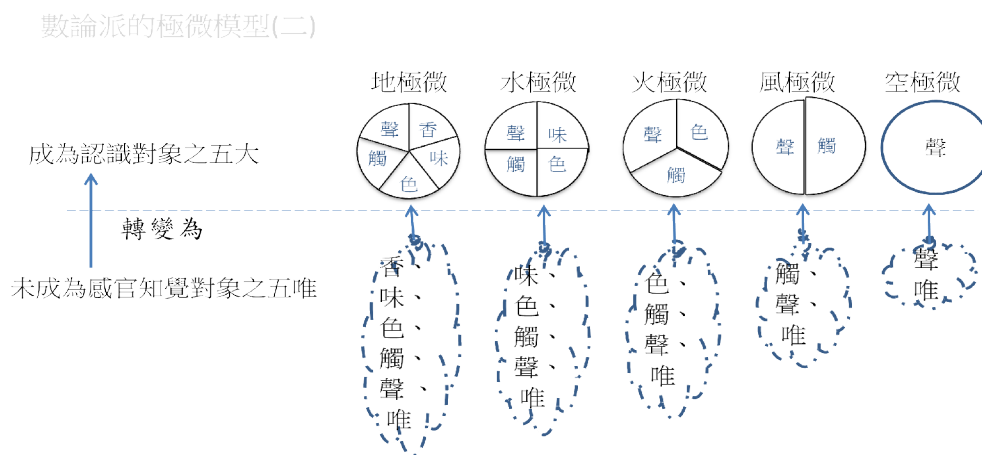 數論派的極微模型(二)
地極微
水極微
火極微
風極微
空極微
聲
香
觸
味
色
聲
味
觸
色
聲
色
觸
聲
觸
聲
成為認識對象之五大
轉變為
未成為感官知覺對象之五唯
香、
味、
色、
觸、
聲、
唯
味、
色、
觸、
聲、
唯
色、
觸、
聲、
唯
觸、
聲、
唯
聲
唯